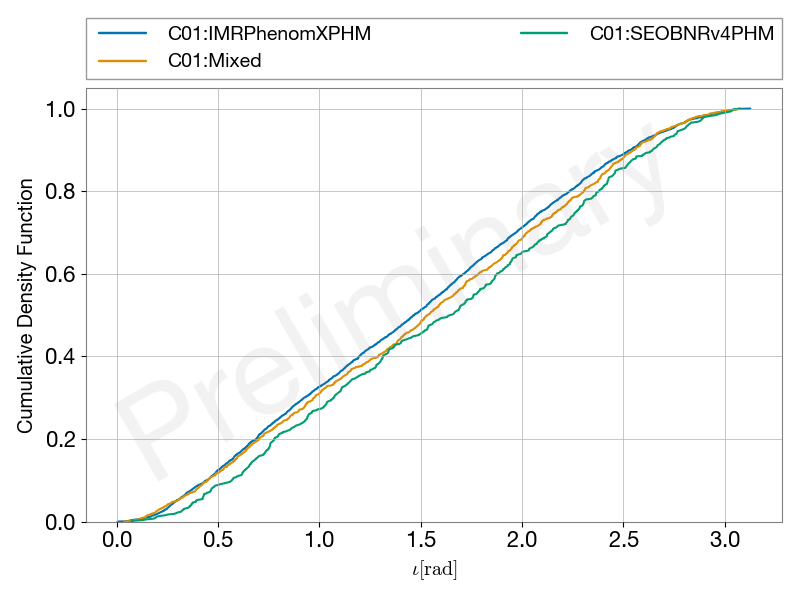 C01:IMRPhenomXPHM
C01:Mixed
C01:SEOBNRv4PHM
Cumulative Density Function
1.0
0.8
0.6
0.4
0.2
0.0
Preliminary
0.0 0.5 1.0 1.5 2.0 2.5 3.0
ι[rad]